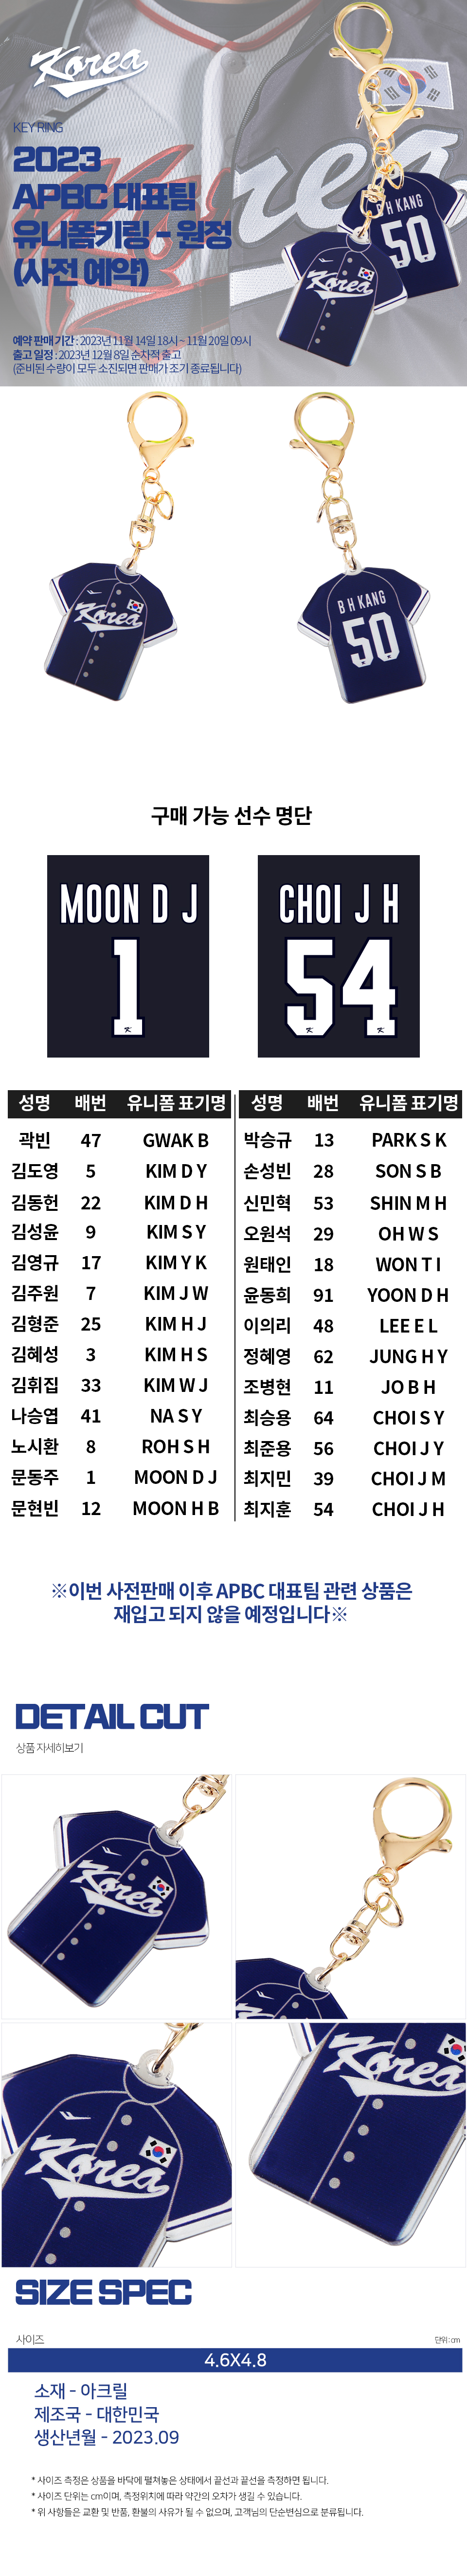 Korea
KEY RING
2023
APBC 대표팀
유니폼키링 - 원정
(사전 예약)
예약 판매 기간 : 2023년 11월 14일 18시 ~ 11월 20일 09시
출고 일정 : 2023년 12월 8일 순차적 출고
(준비된 수량이 모두 소진되면 판매가 조기 종료됩니다)
H KANG
50
Korea
Korea
B H KANG
50
구매 가능 선수 명단
MOON D J
1
CHOI J H
54
성명 배번 유니폼 표기명
곽빈 47 GWAK B
김도영 5 KIM D Y
김동헌 22 KIM D H
김성윤 9 KIM S Y
김영규 17 KIM Y K
김주원 7 KIM J W
김형준 25 KIM H J
김혜성 3 KIM H S
김휘집 33 KIM W J
나승엽 41 NA S Y
노시환 8 ROH S H
문동주 1 MOON D J
문현빈 12 MOON H B
성명 배번 유니폼 표기명
박승규 13 PARK S K
손성빈 28 SON S B
신민혁 53 SHIN M H
오원석 29 OH W S
원태인 18 WON T I
윤동희 91 YOON D H
이의리 48 LEE E L
정혜영 62 JUNG H Y
조병현 11 JO B H
최승용 64 CHOI S Y
최준용 56 CHOI J Y
최지민 39 CHOI J M
최지훈 54 CHOI J H
※이번 사전판매 이후 APBC 대표팀 관련 상품은
재입고 되지 않을 예정입니다※
DETAIL CUT
상품 자세히보기
Korea
Korea
Korea
SIZE SPEC
사이즈
단위 : cm
4.6X4.8
소재 - 아크릴
제조국 - 대한민국
생산년월 - 2023.09
* 사이즈 측정은 상품을 바닥에 펼쳐놓은 상태에서 끝선과 끝선을 측정하면 됩니다.
* 사이즈 단위는 cm이며, 측정위치에 따라 약간의 오차가 생길 수 있습니다.
* 위 사항들은 교환 및 반품, 환불의 사유가 될 수 없으며, 고객님의 단순변심으로 분류됩니다.